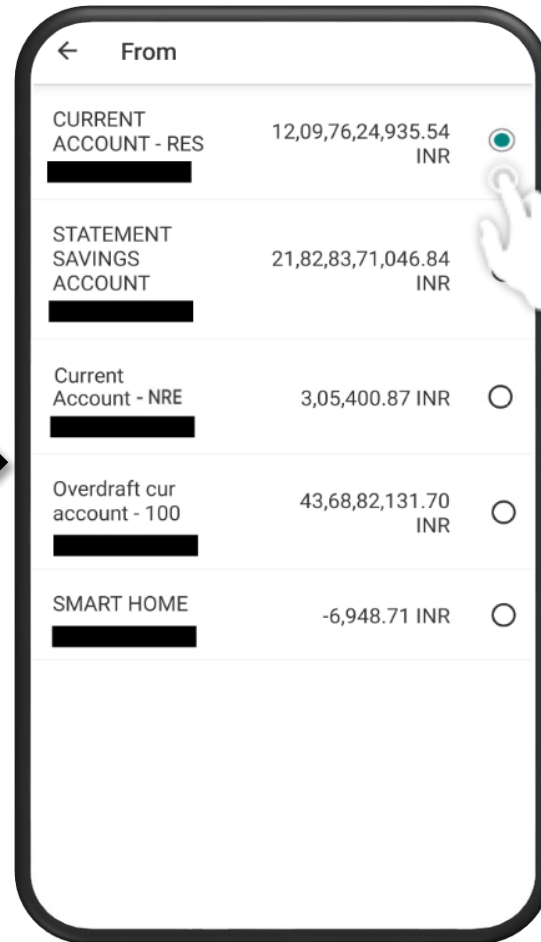 From
CURRENT
ACCOUNT - RES
12,09,76,24,935.54
INR
STATEMENT
SAVINGS
ACCOUNT
21,82,83,71,046.84
INR
Current
Account - NRE
3,05,400.87 INR
Overdraft cur
account - 100
43,68,82,131.70
INR
SMART HOME
-6,948.71 INR